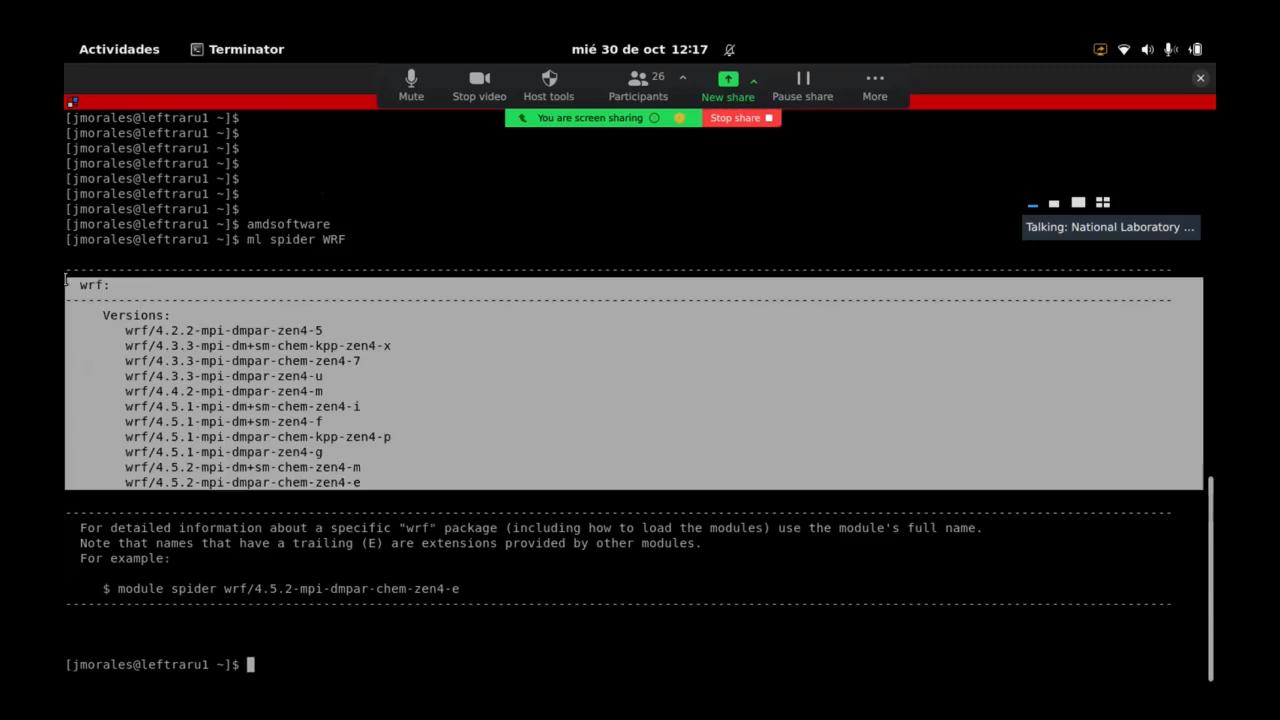 Actividades Terminator mié 30 de oct 12:17
Mute Stop video Host tools Participants 26 New share Pause share More
You are screen sharing Stop share
[jmorales@leftraru1 ~]$
[jmorales@leftraru1 ~]$
[jmorales@leftraru1 ~]$
[jmorales@leftraru1 ~]$
[jmorales@leftraru1 ~]$
[jmorales@leftraru1 ~]$
[jmorales@leftraru1 ~]$
[jmorales@leftraru1 ~]$ amdsoftware
[jmorales@leftraru1 ~]$ ml spider WRF
Talking: National Laboratory ...
wrf:
Versions:
wrf/4.2.2-mpi-dmpar-zen4-5
wrf/4.3.3-mpi-dm+sm-chem-kpp-zen4-x
wrf/4.3.3-mpi-dmpar-chem-zen4-7
wrf/4.3.3-mpi-dmpar-zen4-u
wrf/4.4.2-mpi-dmpar-zen4-m
wrf/4.5.1-mpi-dm+sm-chem-zen4-i
wrf/4.5.1-mpi-dm+sm-zen4-f
wrf/4.5.1-mpi-dmpar-chem-kpp-zen4-p
wrf/4.5.1-mpi-dmpar-zen4-g
wrf/4.5.2-mpi-dm+sm-chem-zen4-m
wrf/4.5.2-mpi-dmpar-chem-zen4-e
For detailed information about a specific "wrf" package (including how to load the modules) use the module's full name.
Note that names that have a trailing (E) are extensions provided by other modules.
For example:
$ module spider wrf/4.5.2-mpi-dmpar-chem-zen4-e
[jmorales@leftraru1 ~]$